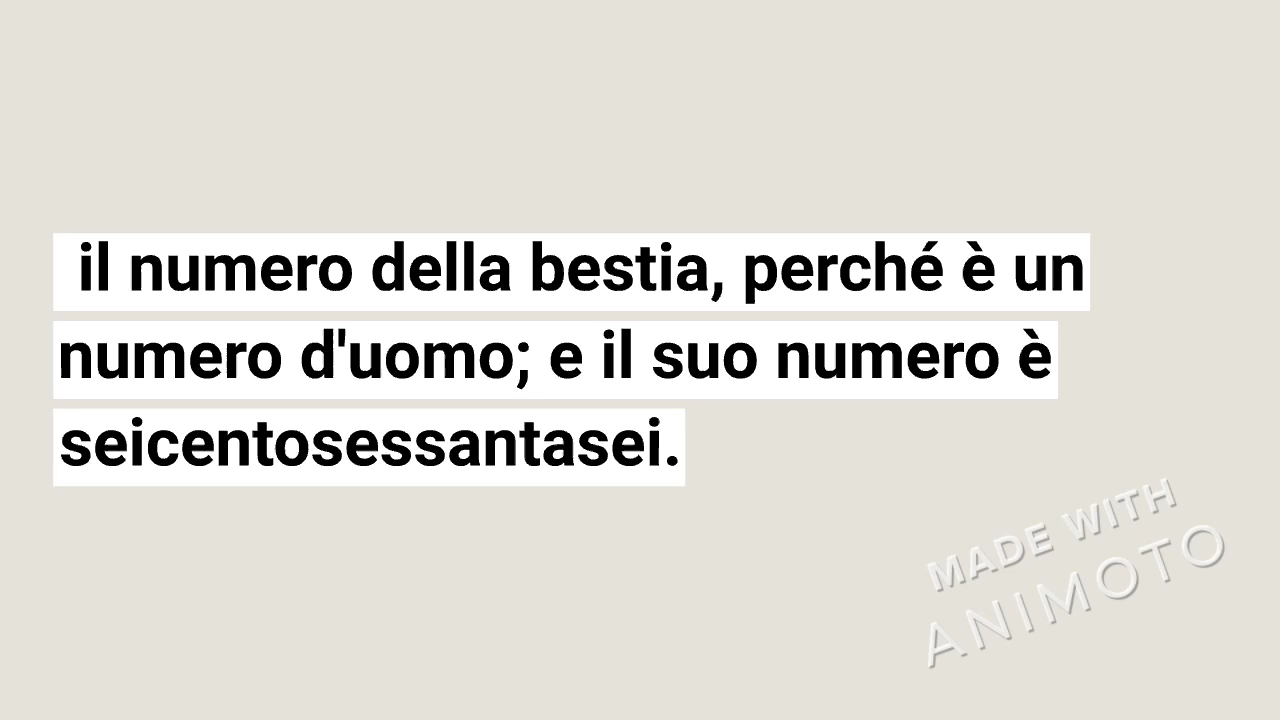 il numero della bestia, perché è un
numero d'uomo; e il suo numero è
seicentosessantasei.
MADE WITH
ANIMOTO